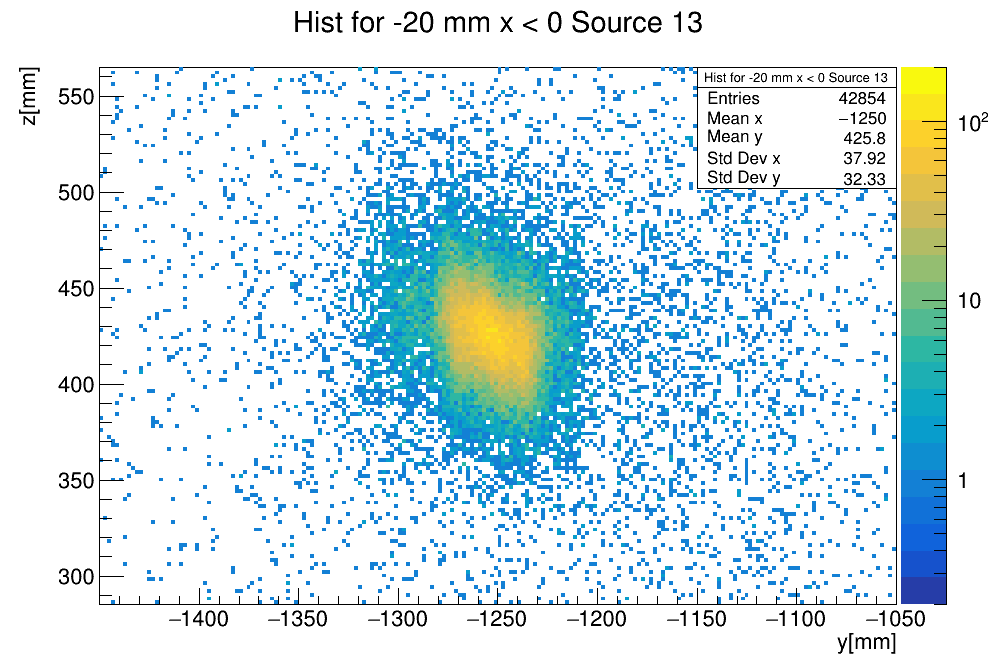 Hist for -20 mm x < 0 Source 13
z[mm]
Hist for -20 mm x < 0 Source 13
Entries 42854
Mean x −1250
Mean y 425.8
Std Dev x 37.92
Std Dev y 32.33
550
500
450
400
350
300
10²
10
1
−1400 −1350 −1300 −1250 −1200 −1150 −1100 −1050
y[mm]